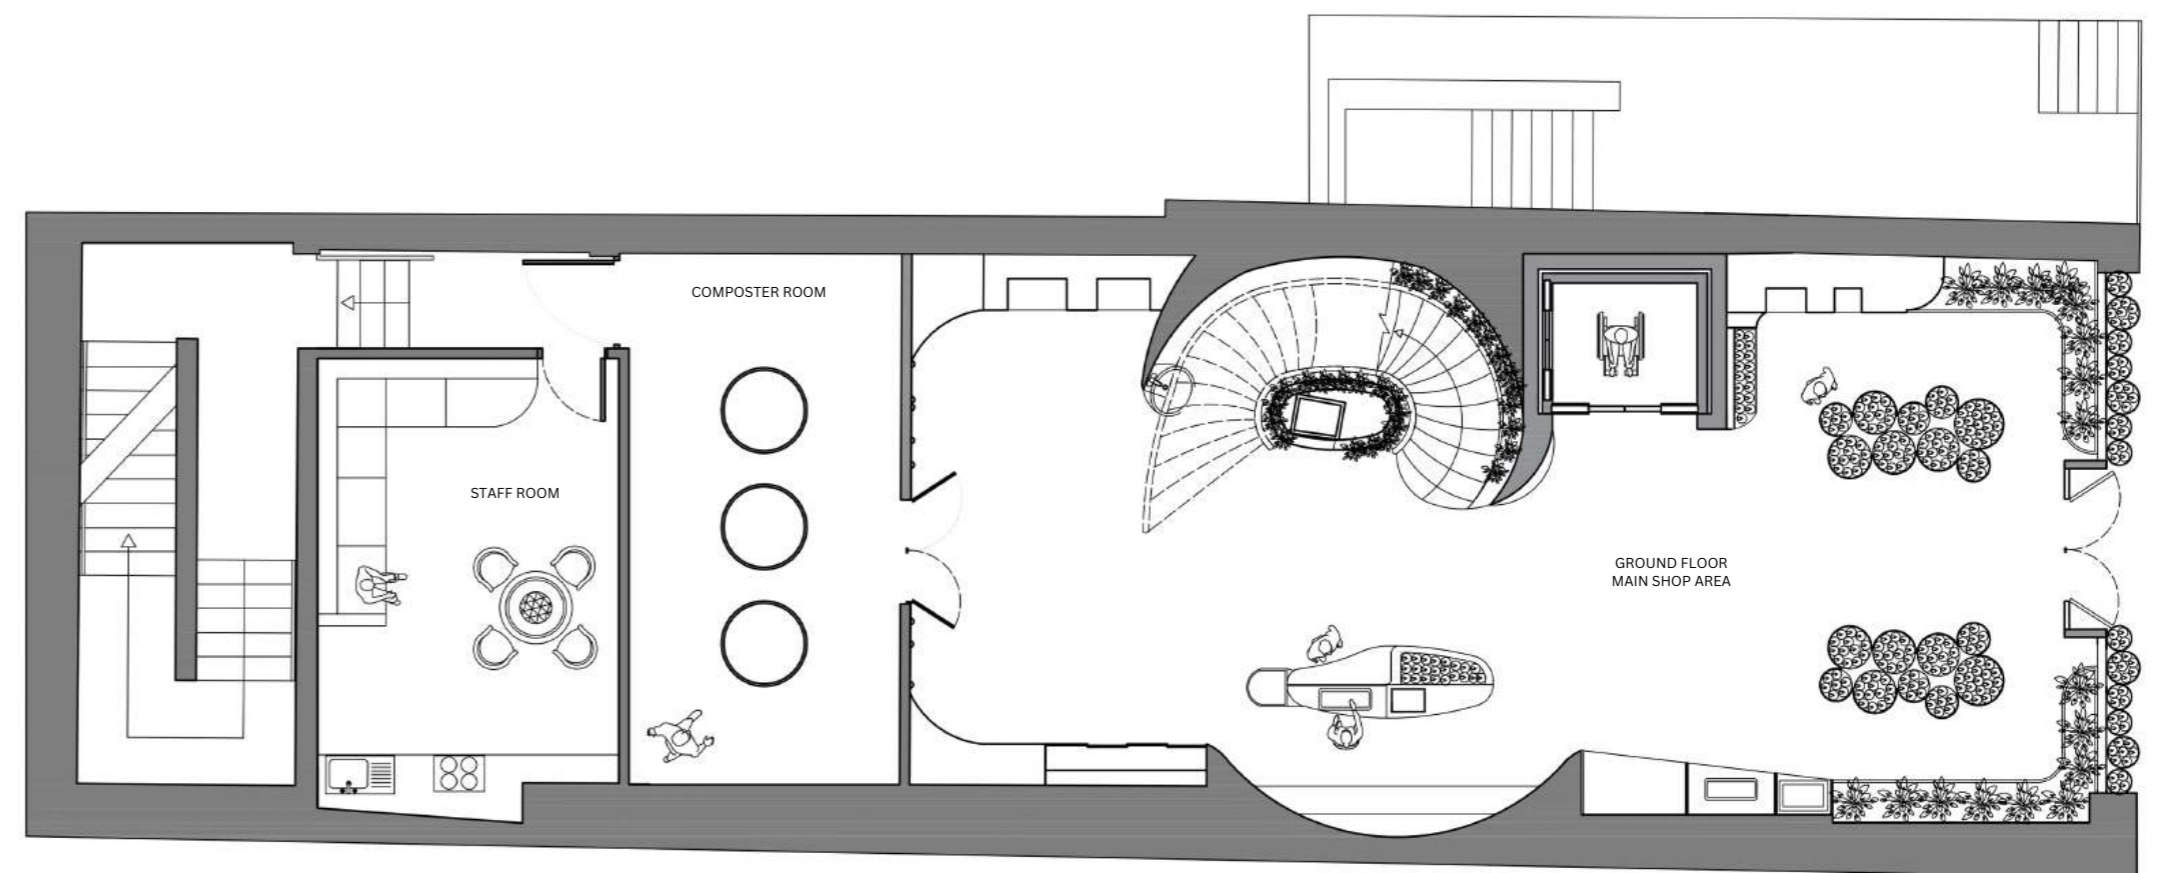 COMPOSTER ROOM
STAFF ROOM
GROUND FLOOR
MAIN SHOP AREA